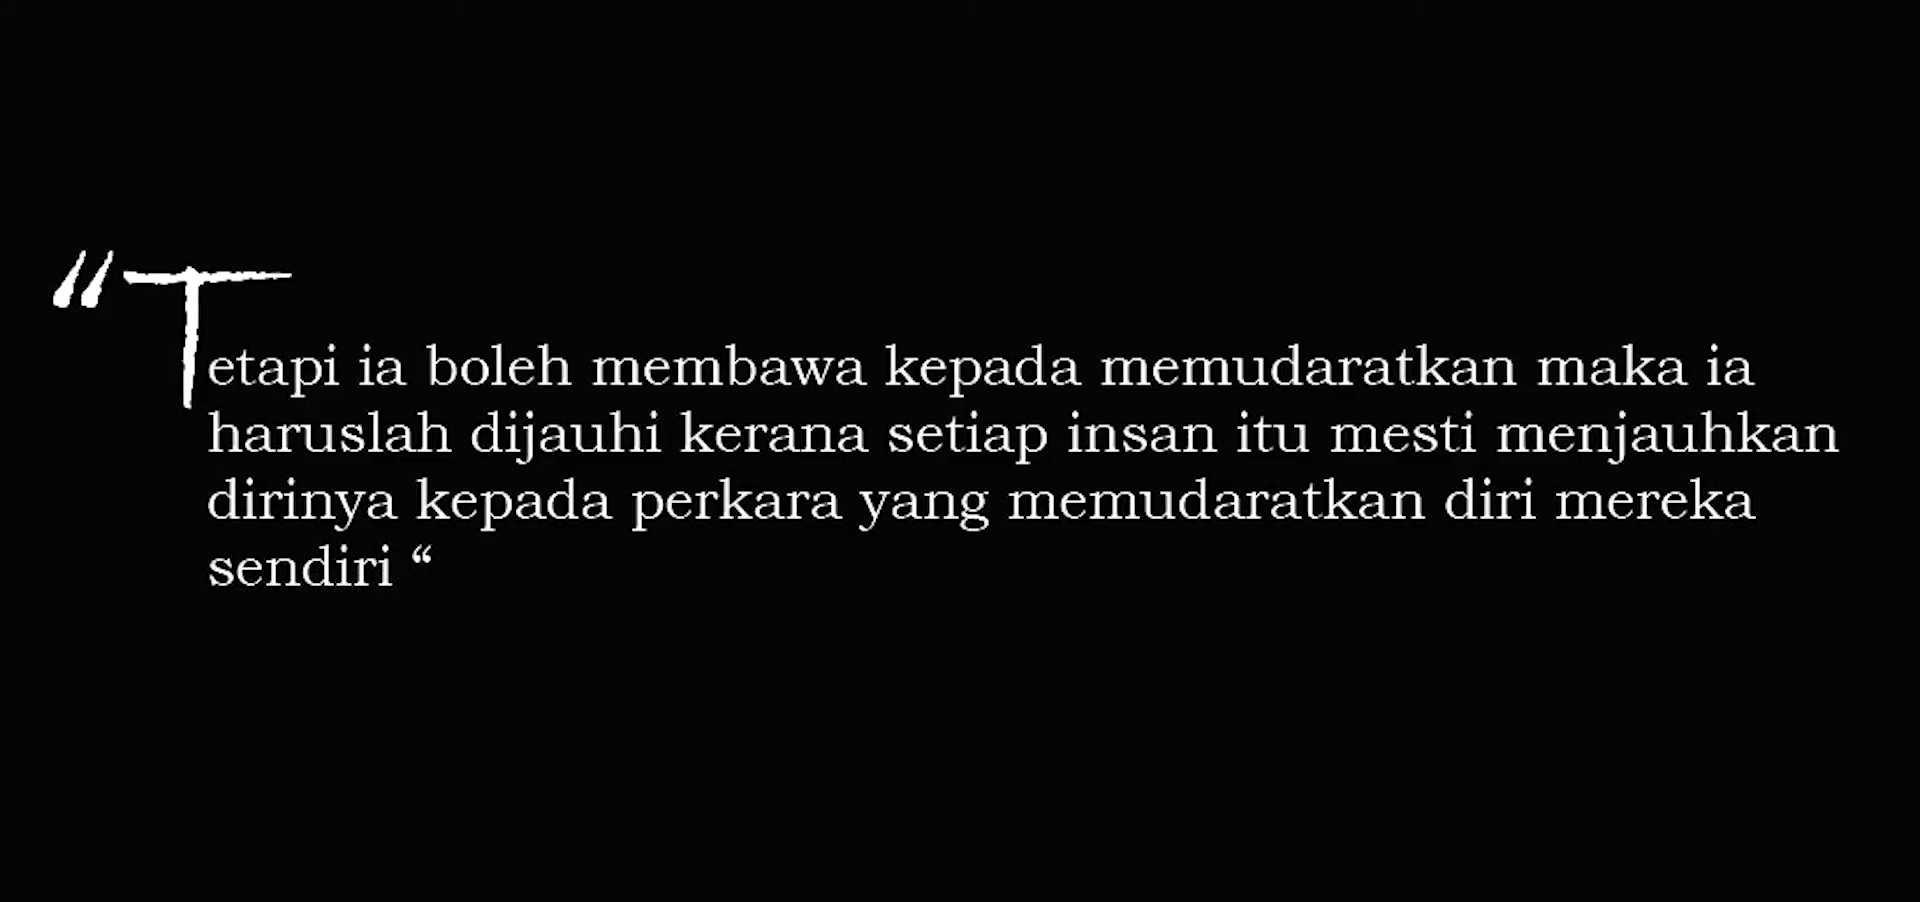 "Tetapi ia boleh membawa kepada memudaratkan maka ia
haruslah dijauhi kerana setiap insan itu mesti menjauhkan
dirinya kepada perkara yang memudaratkan diri mereka
sendiri “